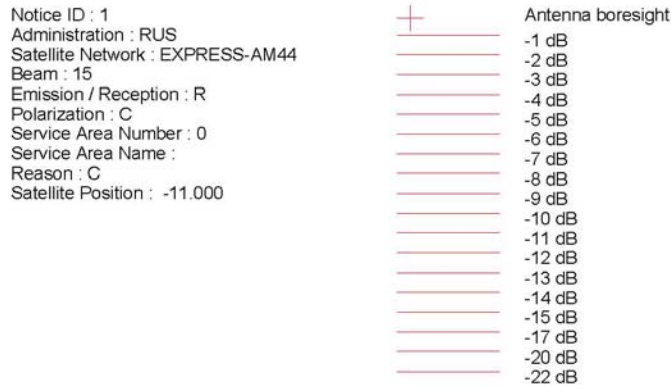 Notice ID : 1
Administration : RUS
Satellite Network : EXPRESS-AM44
Beam : 15
Emission / Reception : R
Polarization : C
Service Area Number : 0
Service Area Name :
Reason : C
Satellite Position : -11.000
Antenna boresight
-1 dB
-2 dB
-3 dB
-4 dB
-5 dB
-6 dB
-7 dB
-8 dB
-9 dB
-10 dB
-11 dB
-12 dB
-13 dB
-14 dB
-15 dB
-17 dB
-20 dB
-22 dB